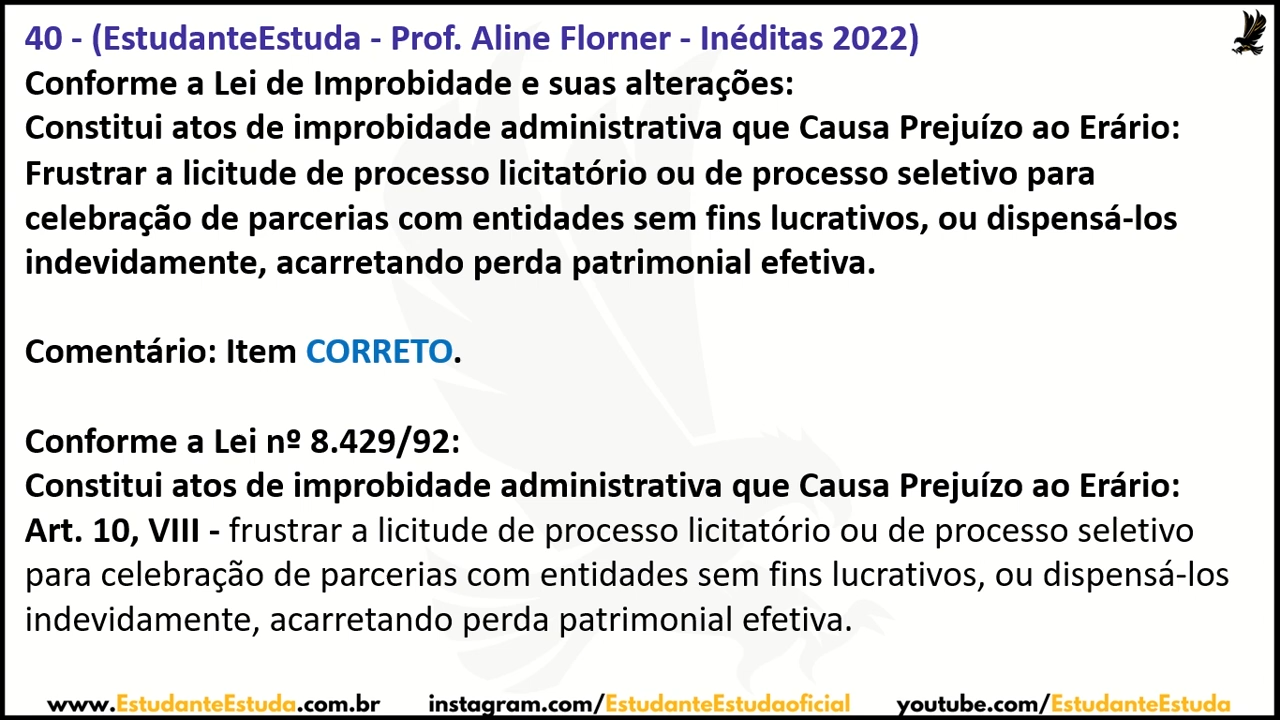 40 - (EstudanteEstuda - Prof. Aline Florner - Inéditas 2022)
Conforme a Lei de Improbidade e suas alterações:
Constitui atos de improbidade administrativa que Causa Prejuízo ao Erário:
Frustrar a licitude de processo licitatório ou de processo seletivo para
celebração de parcerias com entidades sem fins lucrativos, ou dispensá-los
indevidamente, acarretando perda patrimonial efetiva.
Comentário: Item CORRETO.
Conforme a Lei nº 8.429/92:
Constitui atos de improbidade administrativa que Causa Prejuízo ao Erário:
Art. 10, VIII - frustrar a licitude de processo licitatório ou de processo seletivo
para celebração de parcerias com entidades sem fins lucrativos, ou dispensá-los
indevidamente, acarretando perda patrimonial efetiva.
www.EstudanteEstuda.com.br instagram.com/EstudanteEstudaoficial youtube.com/EstudanteEstuda